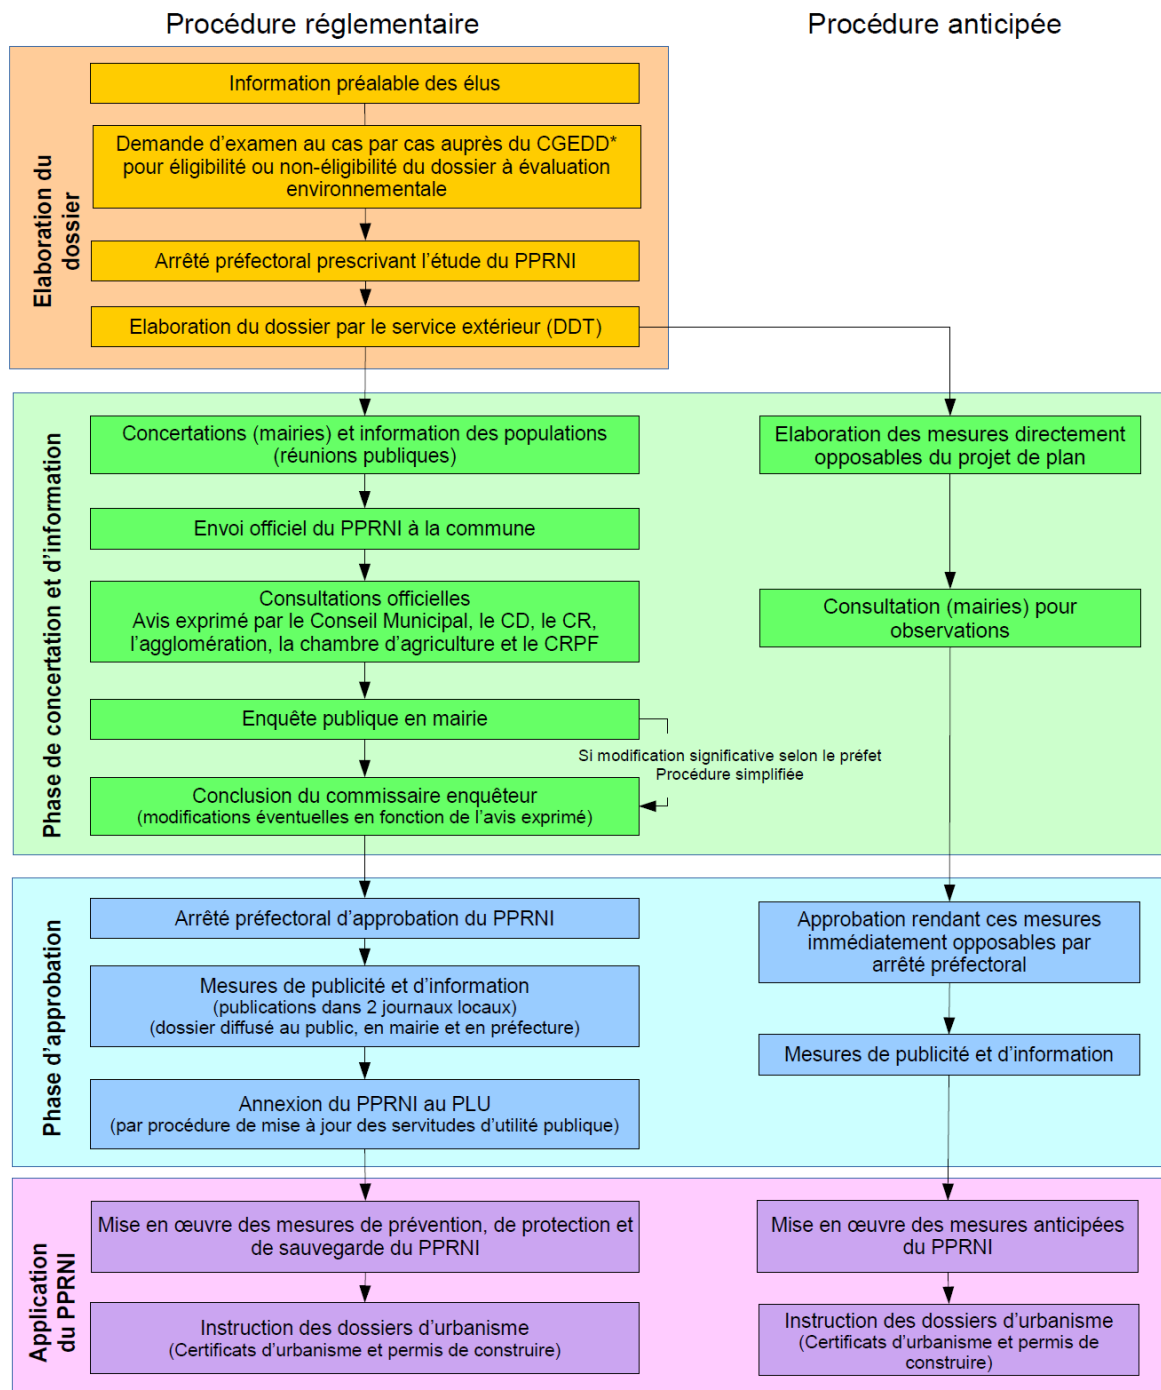 Procédure réglementaire
Procédure anticipée
Elaboration du
dossier
Information préalable des élus
Demande d'examen au cas par cas auprès du CGEDD*
pour éligibilité ou non-éligibilité du dossier à évaluation
environnementale
Arrêté préfectoral prescrivant l'étude du PPRNI
Elaboration du dossier par le service extérieur (DDT)
Phase de concertation et d'information
Concertations (mairies) et information des populations
(réunions publiques)
Envoi officiel du PPRNI à la commune
Consultations officielles
Avis exprimé par le Conseil Municipal, le CD, le CR,
l'agglomération, la chambre d'agriculture et le CRPF
Enquête publique en mairie
Si modification significative selon le préfet
Procédure simplifiée
Conclusion du commissaire enquêteur
(modifications éventuelles en fonction de l'avis exprimé)
Elaboration des mesures directement
opposables du projet de plan
Consultation (mairies) pour
observations
Phase d'approbation
Arrêté préfectoral d'approbation du PPRNI
Mesures de publicité et d'information
(publications dans 2 journaux locaux)
(dossier diffusé au public, en mairie et en préfecture)
Annexion du PPRNI au PLU
(par procédure de mise à jour des servitudes d'utilité publique)
Approbation rendant ces mesures
immédiatement opposables par
arrêté préfectoral
Mesures de publicité et d'information
Application
du PPRNI
Mise en œuvre des mesures de prévention, de protection et
de sauvegarde du PPRNI
Instruction des dossiers d'urbanisme
(Certificats d'urbanisme et permis de construire)
Mise en œuvre des mesures anticipées
du PPRNI
Instruction des dossiers d'urbanisme
(Certificats d'urbanisme et permis de
construire)